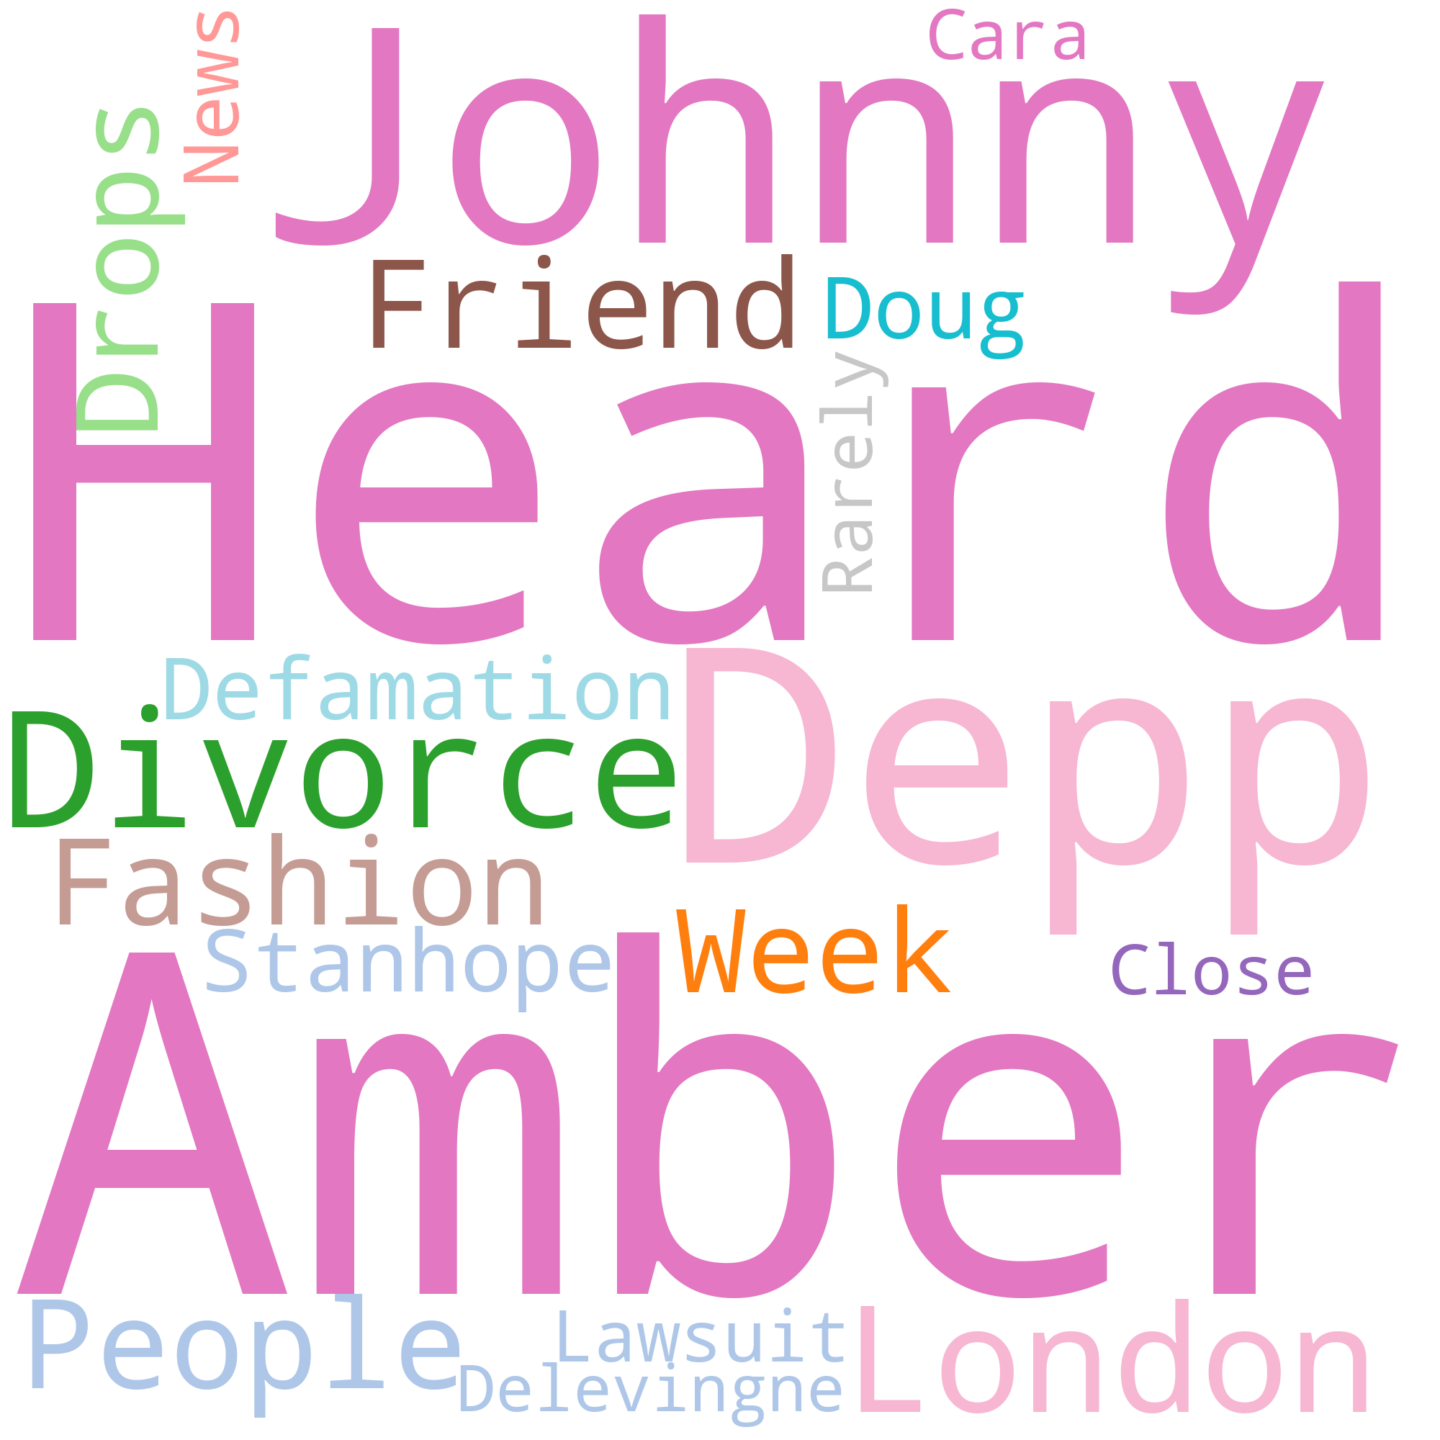 Cara
News
Johnny
Drops
Friend
Doug
Heard
Rarely
Defamation
Depp
Divorce
Fashion
Week
Stanhope
Close
Amber
People
London
Lawsuit
Delevingne